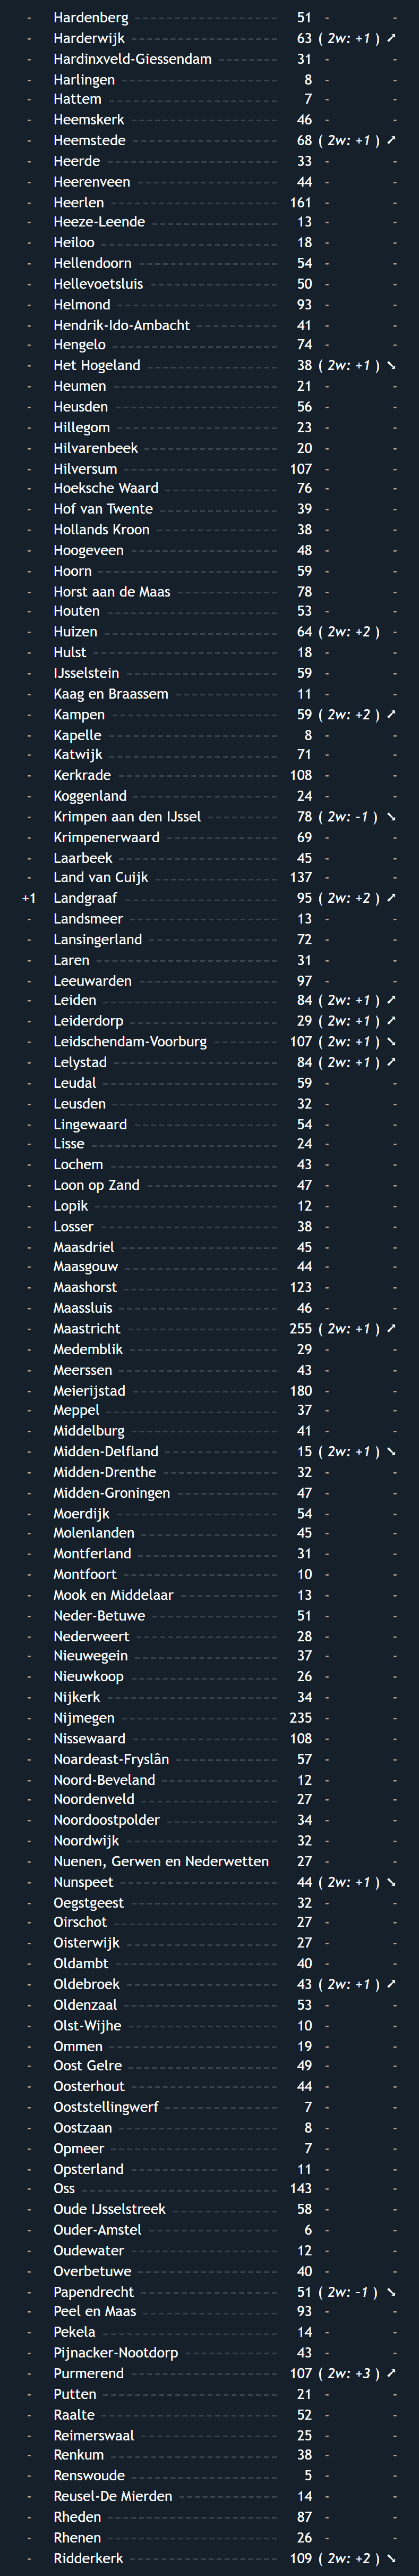 - Hardenberg 51 - -
- Harderwijk 63 ( 2w: +1 ) ➚
- Hardinxveld-Giessendam 31 - -
- Harlingen 8 - -
- Hattem 7 - -
- Heemskerk 46 - -
- Heemstede 68 ( 2w: +1 ) ➚
- Heerde 33 - -
- Heerenveen 44 - -
- Heerlen 161 - -
- Heeze-Leende 13 - -
- Heiloo 18 - -
- Hellendoorn 54 - -
- Hellevoetsluis 50 - -
- Helmond 93 - -
- Hendrik-Ido-Ambacht 41 - -
- Hengelo 74 - -
- Het Hogeland 38 ( 2w: +1 ) ➘
- Heumen 21 - -
- Heusden 56 - -
- Hillegom 23 - -
- Hilvarenbeek 20 - -
- Hilversum 107 - -
- Hoeksche Waard 76 - -
- Hof van Twente 39 - -
- Hollands Kroon 38 - -
- Hoogeveen 48 - -
- Hoorn 59 - -
- Horst aan de Maas 78 - -
- Houten 53 - -
- Huizen 64 ( 2w: +2 ) -
- Hulst 18 - -
- IJsselstein 59 - -
- Kaag en Braassem 11 - -
- Kampen 59 ( 2w: +2 ) ➚
- Kapelle 8 - -
- Katwijk 71 - -
- Kerkrade 108 - -
- Koggenland 24 - -
- Krimpen aan den IJssel 78 ( 2w: -1 ) ➘
- Krimpenerwaard 69 - -
- Laarbeek 45 - -
- Land van Cuijk 137 - -
+1 Landgraaf 95 ( 2w: +2 ) ➚
- Landsmeer 13 - -
- Lansingerland 72 - -
- Laren 31 - -
- Leeuwarden 97 - -
- Leiden 84 ( 2w: +1 ) ➚
- Leiderdorp 29 ( 2w: +1 ) ➚
- Leidschendam-Voorburg 107 ( 2w: +1 ) ➘
- Lelystad 84 ( 2w: +1 ) ➚
- Leudal 59 - -
- Leusden 32 - -
- Lingewaard 54 - -
- Lisse 24 - -
- Lochem 43 - -
- Loon op Zand 47 - -
- Lopik 12 - -
- Losser 38 - -
- Maasdriel 45 - -
- Maasgouw 44 - -
- Maashorst 123 - -
- Maassluis 46 - -
- Maastricht 255 ( 2w: +1 ) ➚
- Medemblik 29 - -
- Meerssen 43 - -
- Meierijstad 180 - -
- Meppel 37 - -
- Middelburg 41 - -
- Midden-Delfland 15 ( 2w: +1 ) ➘
- Midden-Drenthe 32 - -
- Midden-Groningen 47 - -
- Moerdijk 54 - -
- Molenlanden 45 - -
- Montferland 31 - -
- Montfoort 10 - -
- Mook en Middelaar 13 - -
- Neder-Betuwe 51 - -
- Nederweert 28 - -
- Nieuwegein 37 - -
- Nieuwkoop 26 - -
- Nijkerk 34 - -
- Nijmegen 235 - -
- Nissewaard 108 - -
- Noardeast-Fryslân 57 - -
- Noord-Beveland 12 - -
- Noordenveld 27 - -
- Noordoostpolder 34 - -
- Noordwijk 32 - -
- Nuenen, Gerwen en Nederwetten 27 - -
- Nunspeet 44 ( 2w: +1 ) ➘
- Oegstgeest 32 - -
- Oirschot 27 - -
- Oisterwijk 27 - -
- Oldambt 40 - -
- Oldebroek 43 ( 2w: +1 ) ➚
- Oldenzaal 53 - -
- Olst-Wijhe 10 - -
- Ommen 19 - -
- Oost Gelre 49 - -
- Oosterhout 44 - -
- Ooststellingwerf 7 - -
- Oostzaan 8 - -
- Opmeer 7 - -
- Opsterland 11 - -
- Oss 143 - -
- Oude IJsselstreek 58 - -
- Ouder-Amstel 6 - -
- Oudewater 12 - -
- Overbetuwe 40 - -
- Papendrecht 51 ( 2w: -1 ) ➘
- Peel en Maas 93 - -
- Pekela 14 - -
- Pijnacker-Nootdorp 43 - -
- Purmerend 107 ( 2w: +3 ) ➚
- Putten 21 - -
- Raalte 52 - -
- Reimerswaal 25 - -
- Renkum 38 - -
- Renswoude 5 - -
- Reusel-De Mierden 14 - -
- Rheden 87 - -
- Rhenen 26 - -
- Ridderkerk 109 ( 2w: +2 ) ➘